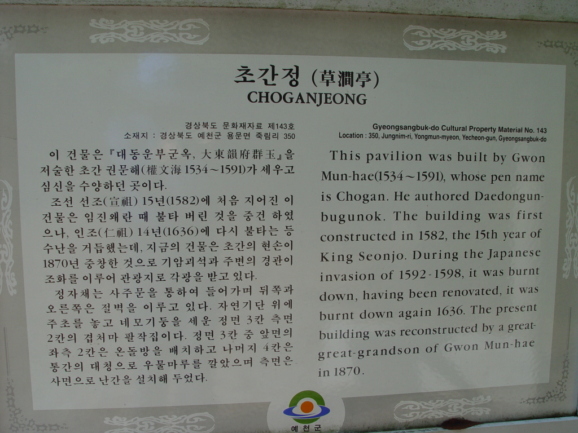 초간정 (草澗亭)
CHOGANJEONG
경상북도 문화재자료 제143호
소재지 : 경상북도 예천군 용문면 죽림리 350
이 건물은 『대동운부군옥, 大東韻府群玉』을
저술한 초간 권문해(權文海 1534~1591)가 세우고
심신을 수양하던 곳이다.
조선 선조(宣祖) 15년(1582)에 처음 지어진 이
건물은 임진왜란 때 불타 버린 것을 중건 하였
으나, 인조(仁祖) 14년(1636)에 다시 불타는 등
수난을 거듭했는데, 지금의 건물은 초간의 현손이
1870년 중창한 것으로 기암괴석과 주변의 경관이
조화를 이루어 관광지로 각광을 받고 있다.
정자채는 사주문을 통하여 들어가며 뒤쪽과
오른쪽은 절벽을 이루고 있다. 자연기단 위에
주초를 놓고 네모기둥을 세운 정면 3칸 측면
2칸의 겹처마 팔작집이다. 정면 3칸 중 앞면의
좌측 2칸은 온돌방을 배치하고 나머지 4칸은
통간의 대청으로 우물마루를 깔았으며 측면은
사면으로 난간을 설치해 두었다.
Gyeongsangbuk-do Cultural Property Material No. 143
Location : 350, Jungnim-ri, Yongmun-myeon, Yecheon-gun, Gyeongsangbuk-do
This pavilion was built by Gwon
Mun-hae(1534~1591), whose pen name
is Chogan. He authored Daedongun-
bugunok. The building was first
constructed in 1582, the 15th year of
King Seonjo. During the Japanese
invasion of 1592-1598, it was burnt
down, having been renovated, it was
burnt down again 1636. The present
building was reconstructed by a great-
great-grandson of Gwon Mun-hae
in 1870.
예천군